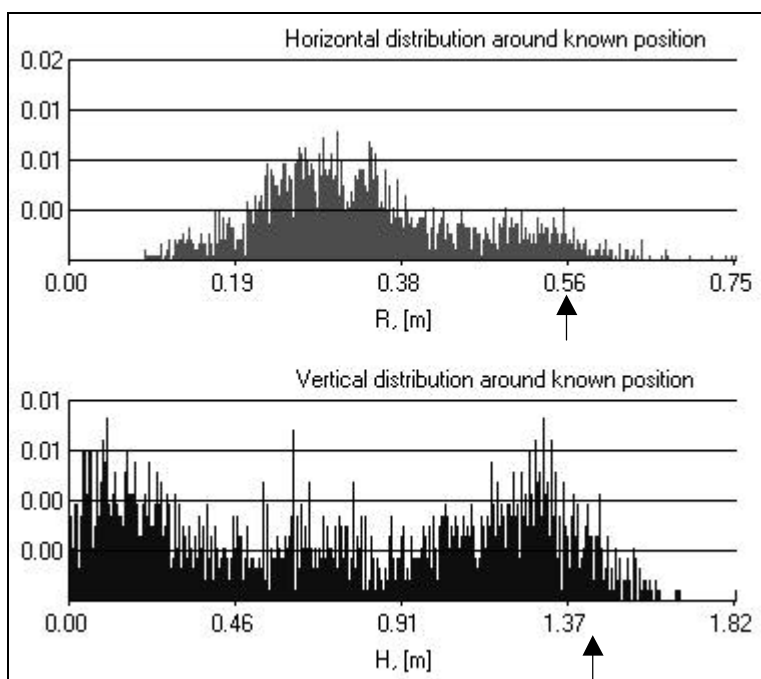 Horizontal distribution around known position
0.02
0.01
0.01
0.00
0.00 0.19 0.38 0.56 0.75
R, [m]
Vertical distribution around known position
0.01
0.01
0.00
0.00
0.00 0.46 0.91 1.37 1.82
H, [m]